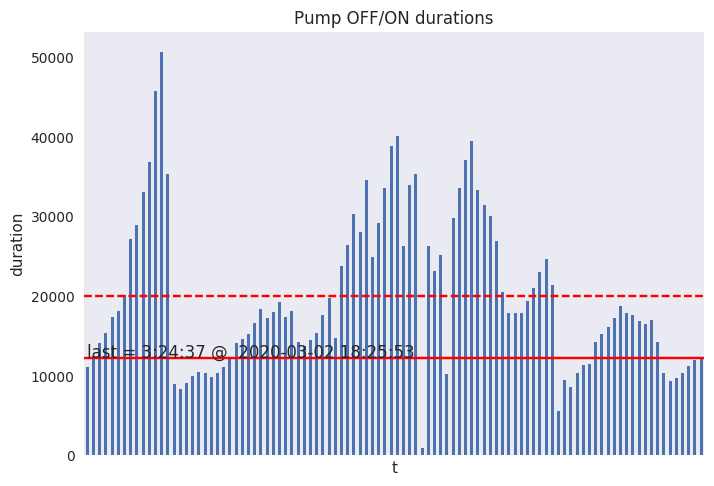 Pump OFF/ON durations
50000
40000
30000
20000
10000
0
duration
last = 3:24:37 @  2020-03-02 18:25:53
t